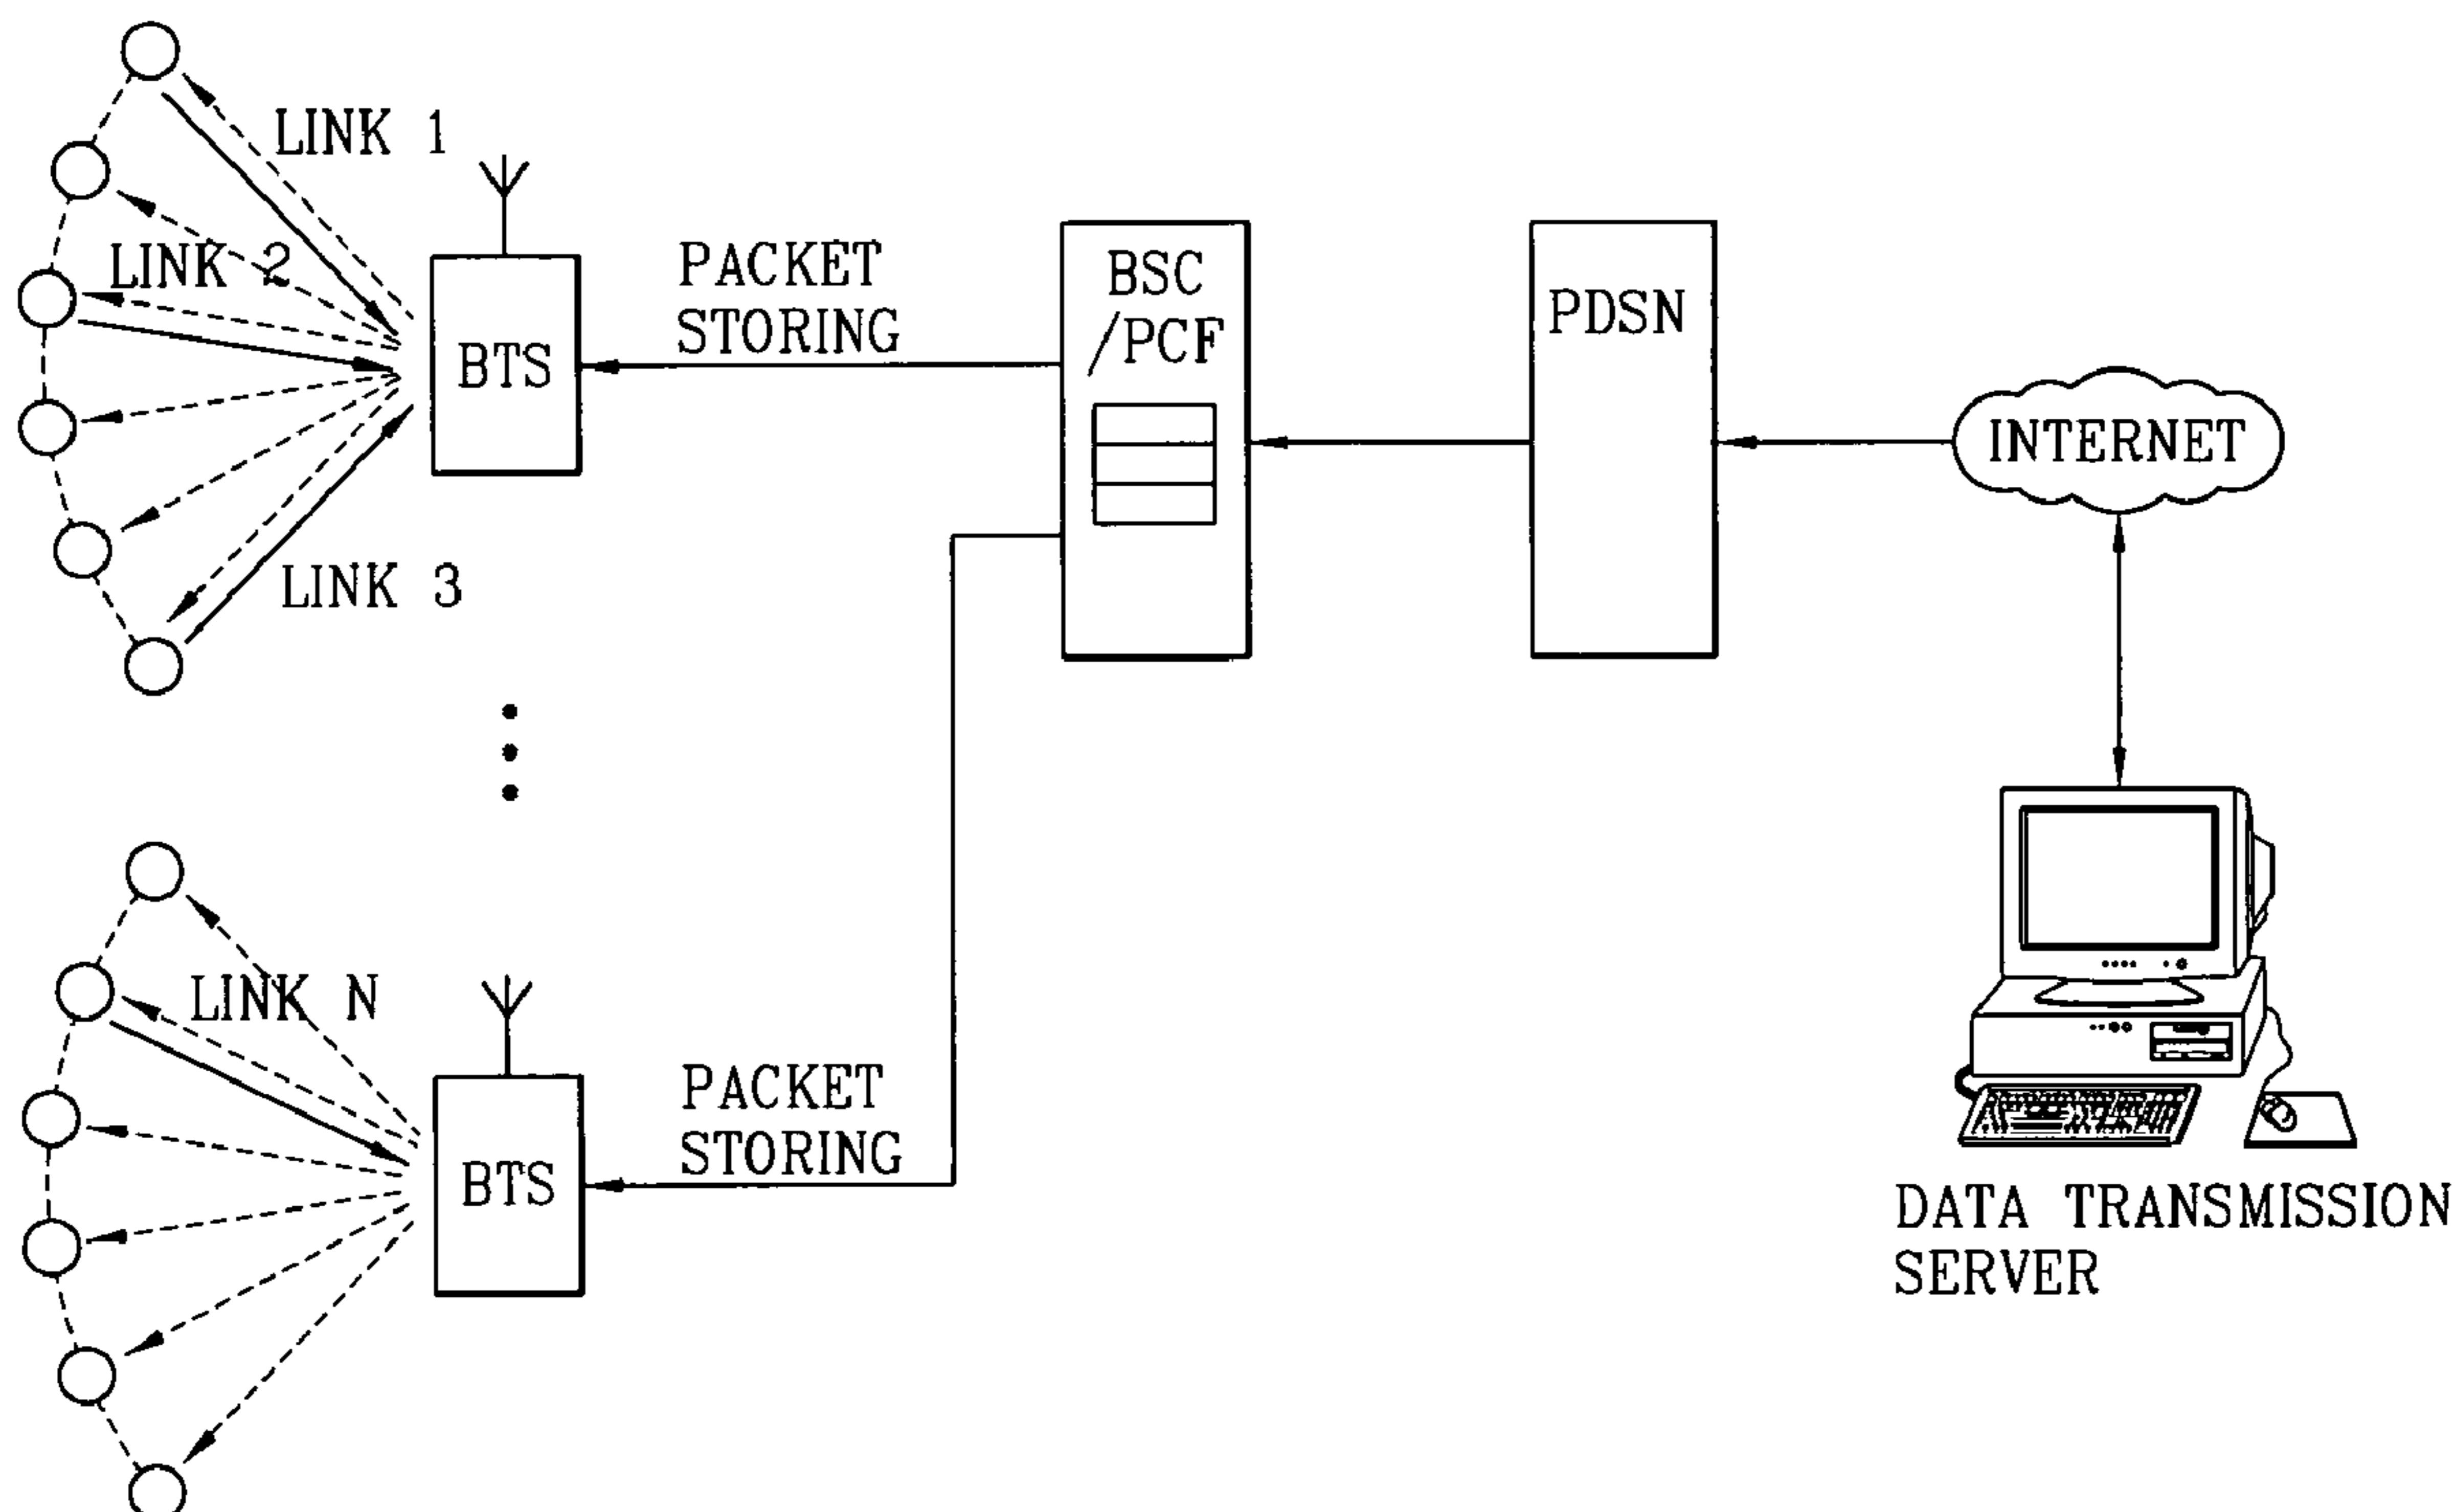 LINK 1
LINK 2
LINK 3
BTS
PACKET
STORING
BSC
/PCF
PDSN
INTERNET
LINK N
BTS
PACKET
STORING
DATA TRANSMISSION
SERVER